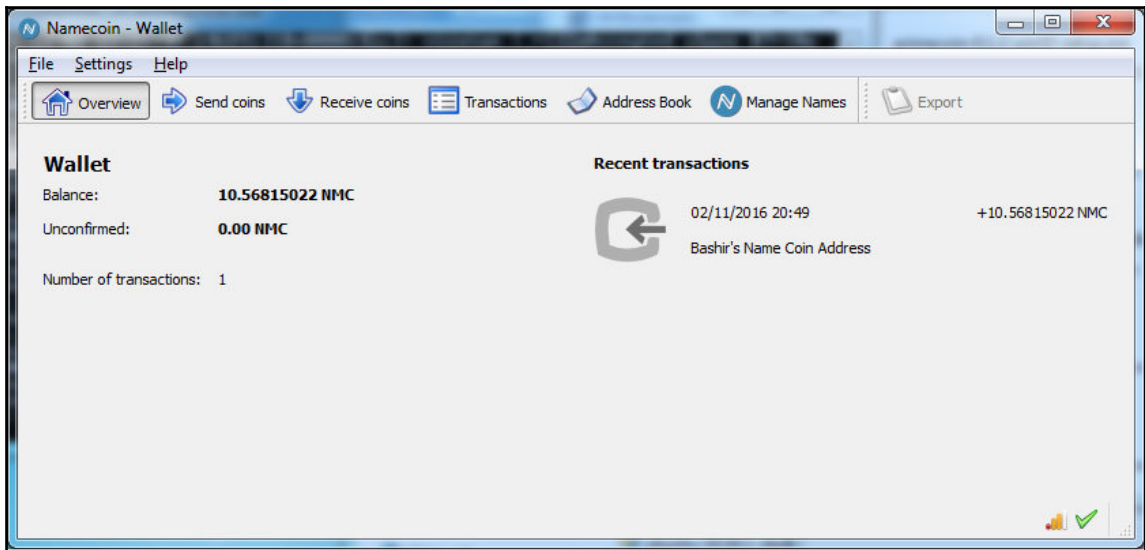 Namecoin - Wallet
File Settings Help
Overview Send coins Receive coins Transactions Address Book Manage Names Export
Wallet
Balance: 10.56815022 NMC
Unconfirmed: 0.00 NMC
Number of transactions: 1
Recent transactions
02/11/2016 20:49 +10.56815022 NMC
Bashir's Name Coin Address